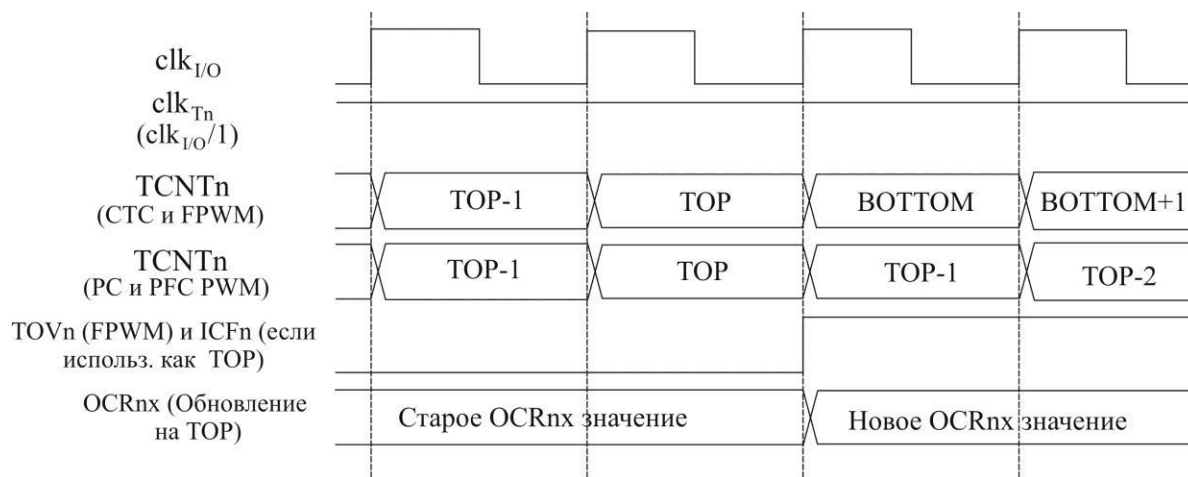 clk_I/O
clk_Tn
(clk_I/O/1)
TCNTn
(CTC и FPWM)
TOP-1
TOP
BOTTOM
BOTTOM+1
TCNTn
(PC и PFC PWM)
TOP-1
TOP
TOP-1
TOP-2
TOVn (FPWM) и ICFn (если
использ. как TOP)
OCRnx (Обновление
на TOP)
Старое OCRnx значение
Новое OCRnx значение